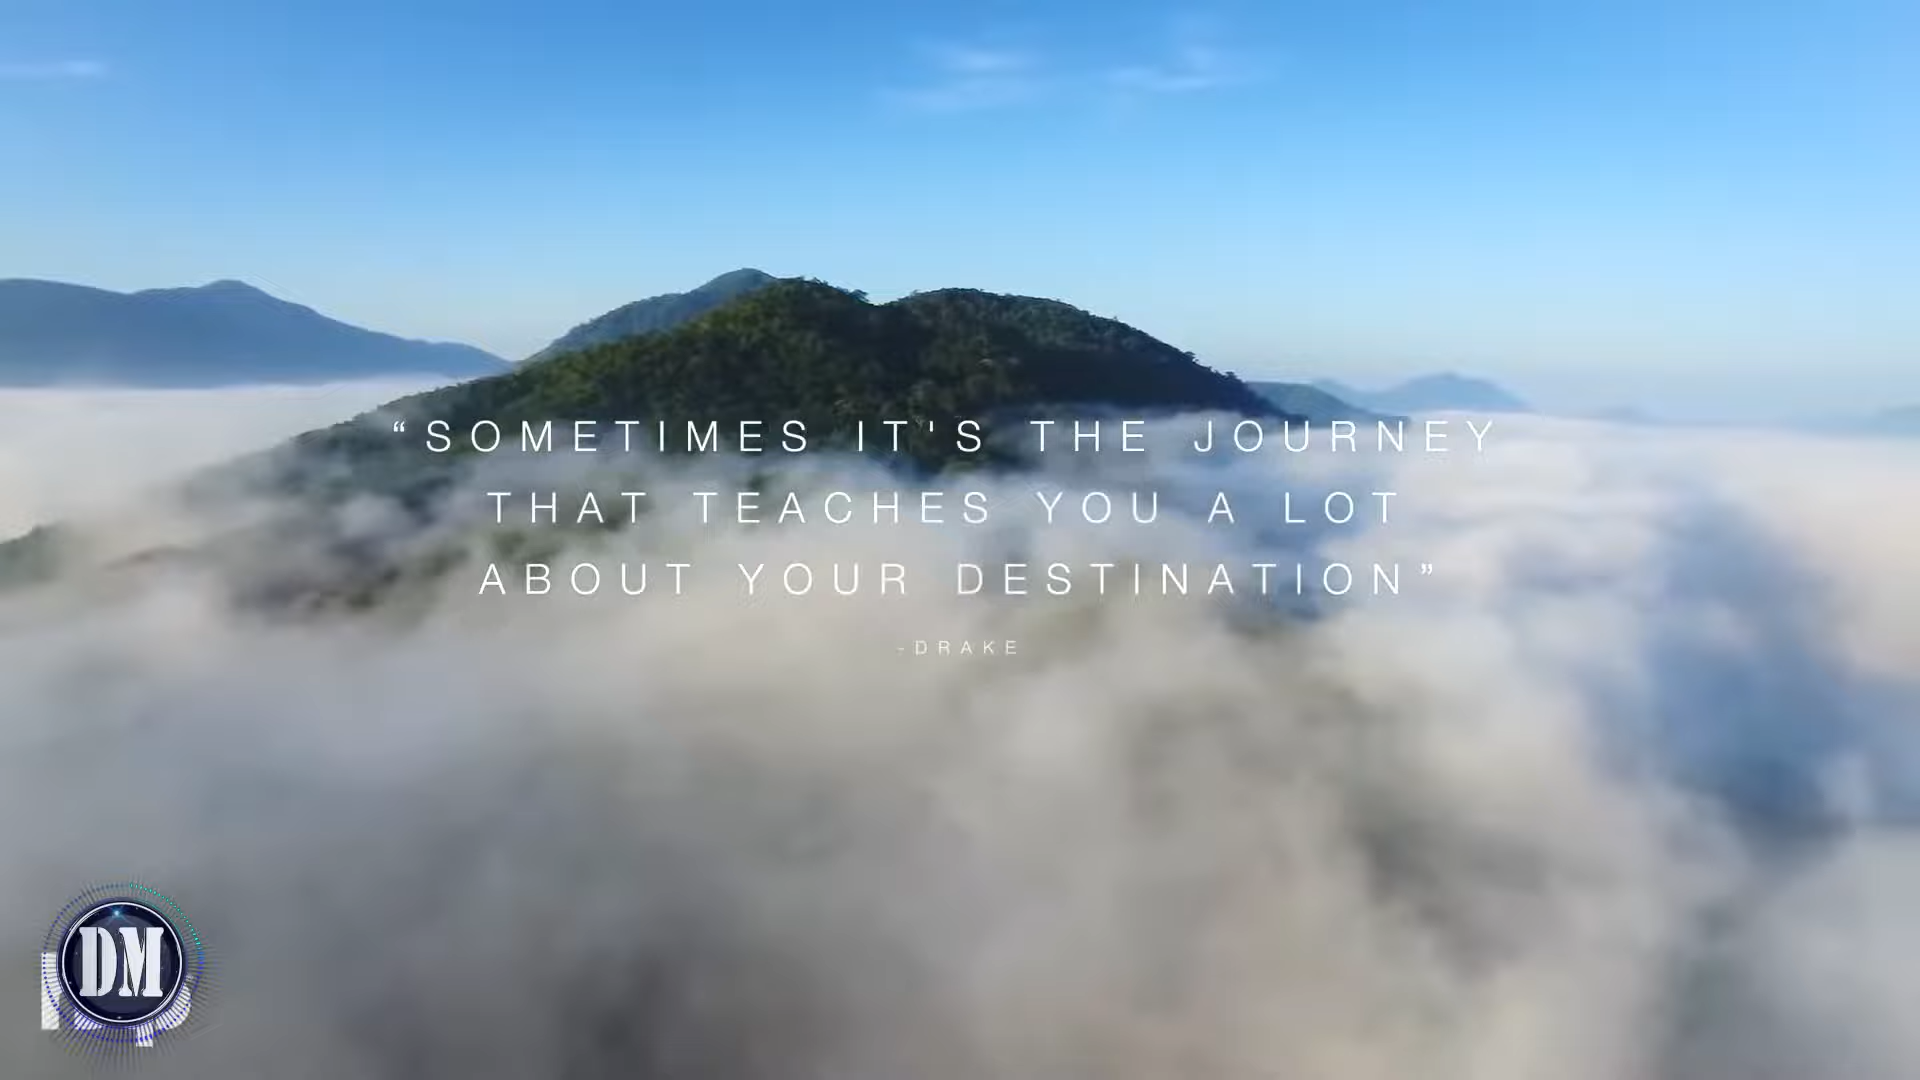 “SOMETIMES IT'S THE JOURNEY
THAT TEACHES YOU A LOT
ABOUT YOUR DESTINATION”
-DRAKE
DM